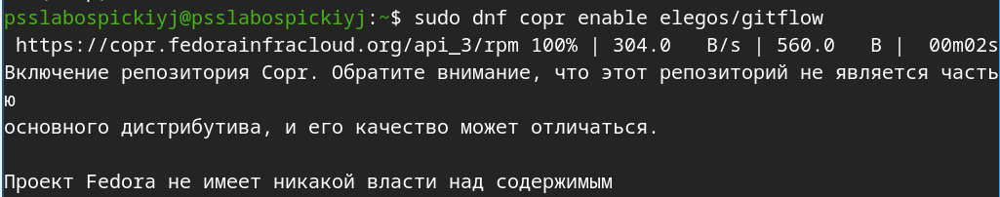 psslabospickiyj@psslabospickiyj:~$ sudo dnf copr enable elegos/gitflow
https://copr.fedorainfracloud.org/api_3/rpm 100% | 304.0   B/s | 560.0   B |  00m02s
Включение репозитория Copr. Обратите внимание, что этот репозиторий не является часть
ю
основного дистрибутива, и его качество может отличаться.
Проект Fedora не имеет никакой власти над содержимым